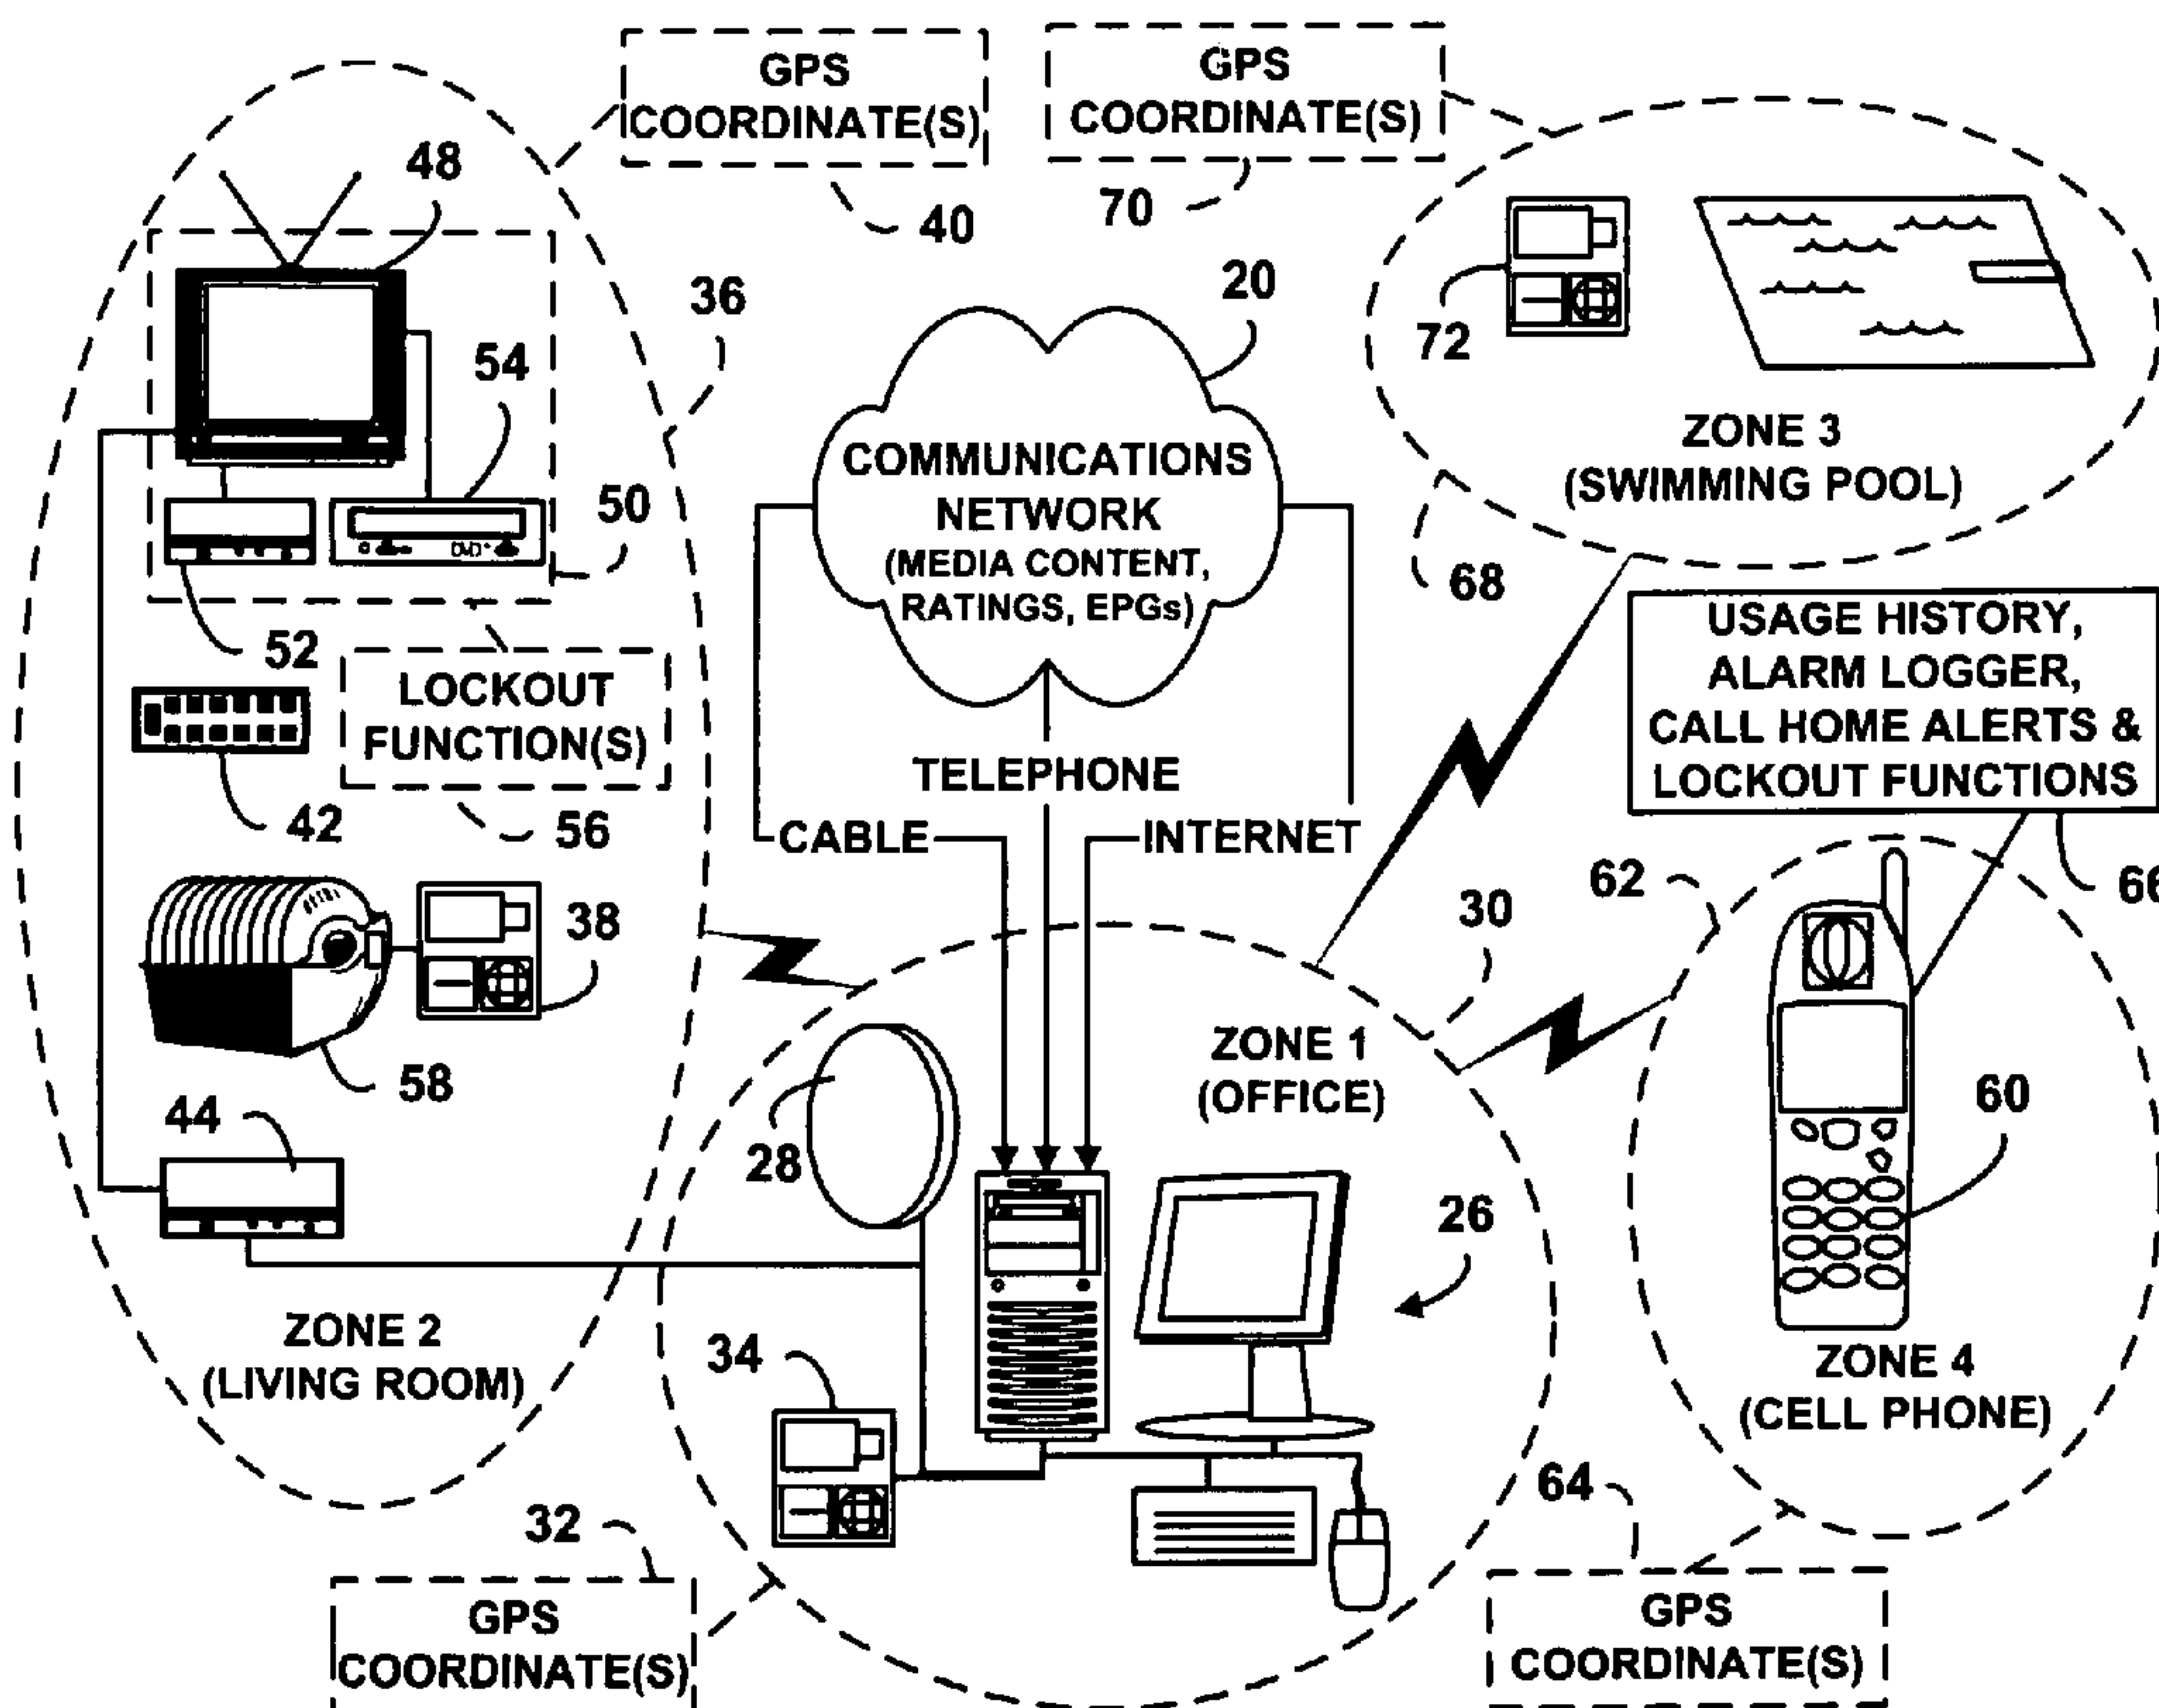 GPS
COORDINATE(S)
40
GPS
COORDINATE(S)
70
48
36
54
50
52
LOCKOUT
FUNCTION(S)
56
42
38
58
44
ZONE 2
(LIVING ROOM)
20
COMMUNICATIONS
NETWORK
(MEDIA CONTENT,
RATINGS, EPGs)
TELEPHONE
CABLE
INTERNET
72
ZONE 3
(SWIMMING POOL)
68
USAGE HISTORY,
ALARM LOGGER,
CALL HOME ALERTS &
LOCKOUT FUNCTIONS
66
62
30
ZONE 1
(OFFICE)
28
26
34
60
ZONE 4
(CELL PHONE)
64
32
GPS
COORDINATE(S)
GPS
COORDINATE(S)